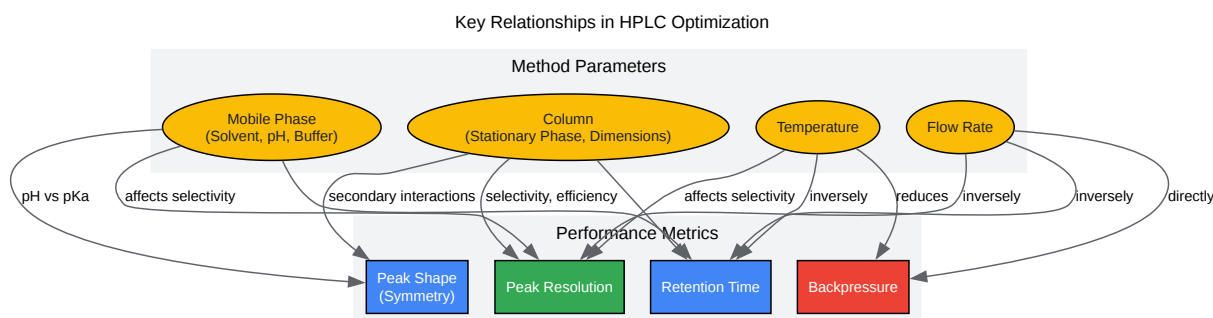 Key Relationships in HPLC Optimization
Method Parameters
Mobile Phase
(Solvent, pH, Buffer)
Column
(Stationary Phase, Dimensions)
Temperature
Flow Rate
pH vs pKa
affects selectivity
secondary interactions
selectivity, efficiency
affects selectivity
inversely
reduces
inversely
inversely
directly
Performance Metrics
Peak Shape
(Symmetry)
Peak Resolution
Retention Time
Backpressure